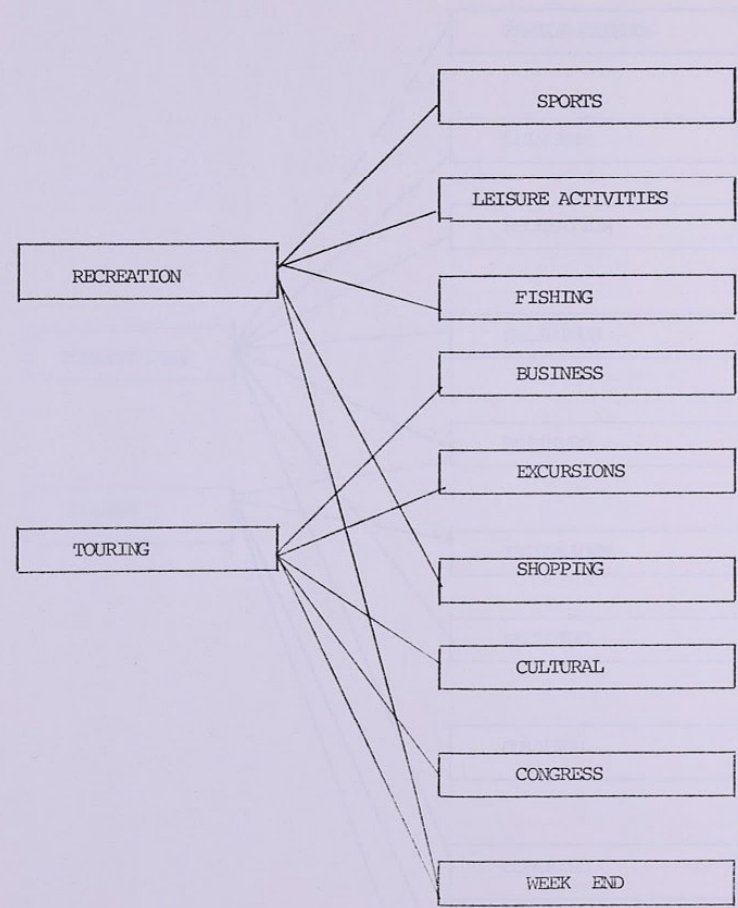 SPORTS
LEISURE ACTIVITIES
RECREATION
FISHING
BUSINESS
EXCURSIONS
TOURING
SHOPPING
CULTURAL
CONGRESS
WEEK END